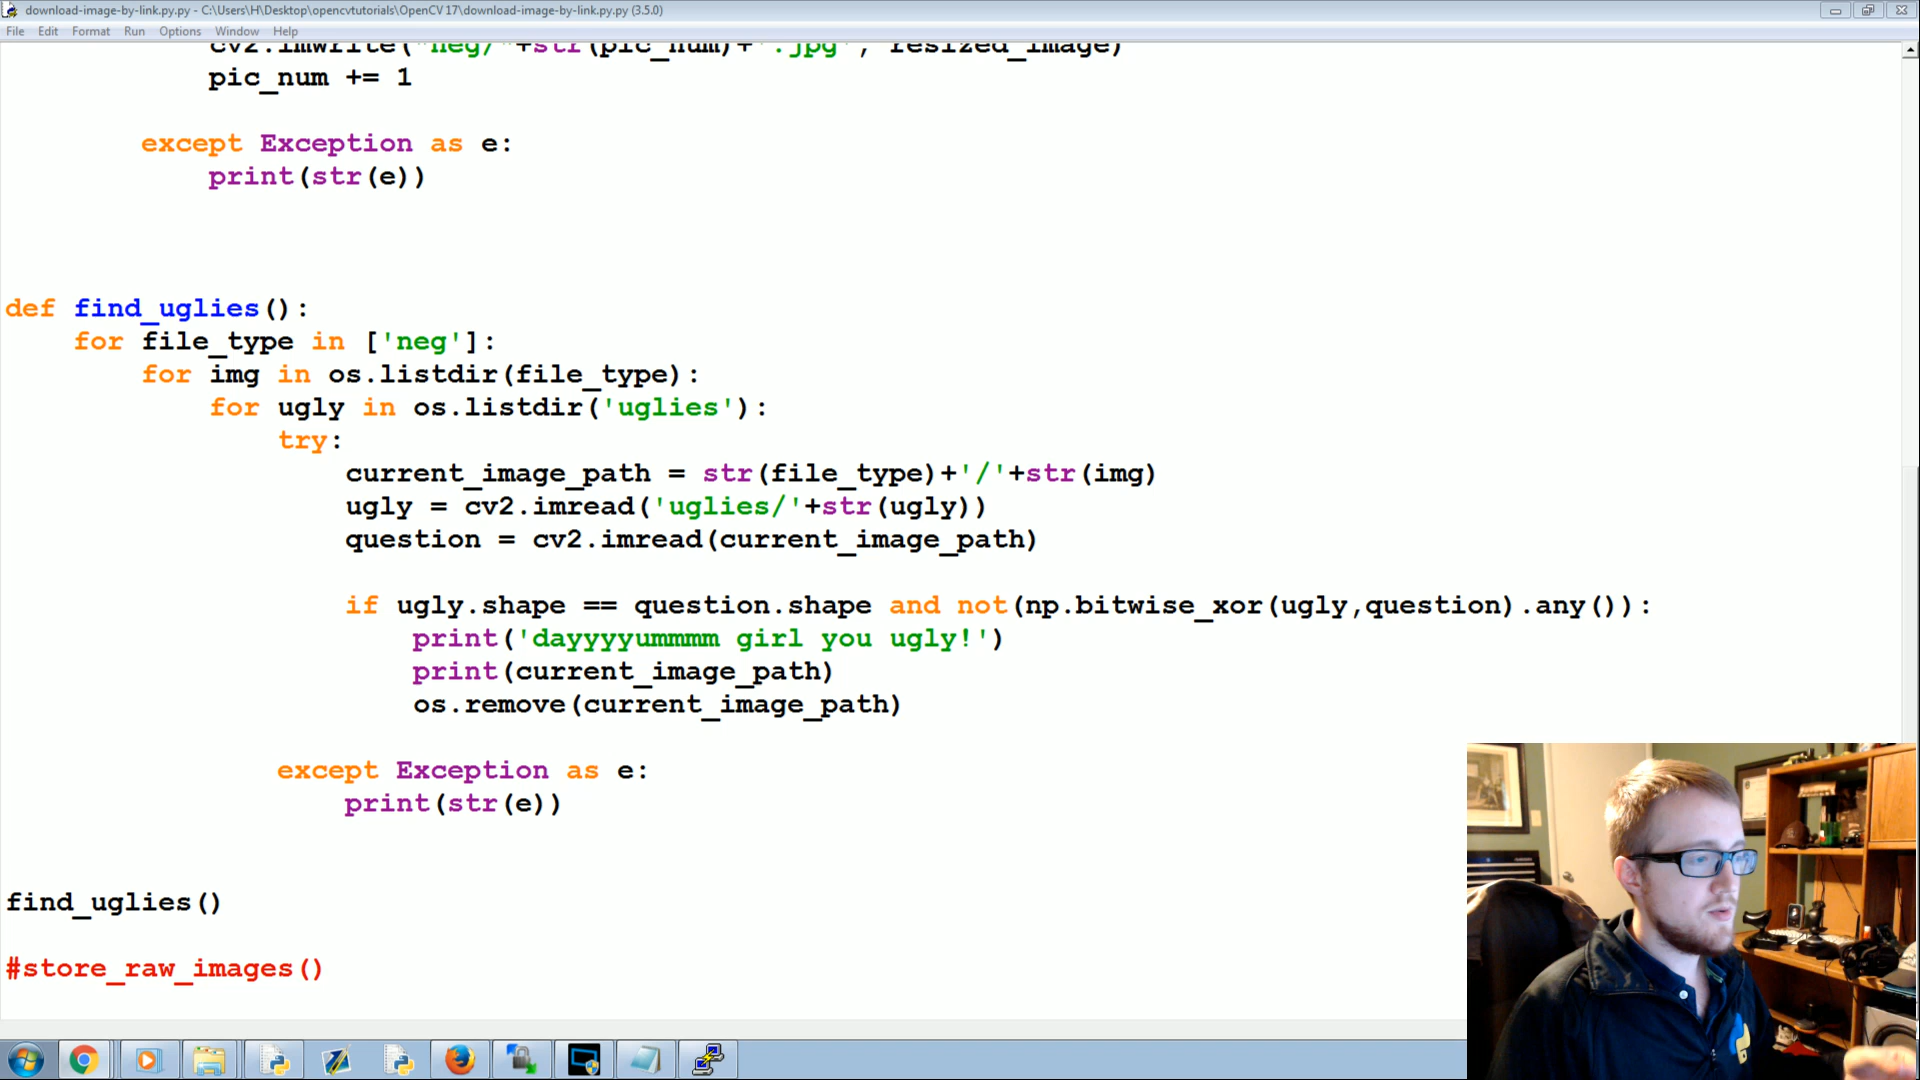 download-image-by-link.py.py - C:\Users\H\Desktop\opencvtutorials\OpenCV 17\download-image-by-link.py.py (3.5.0)
File Edit Format Run Options Window Help
cv2.imwrite("neg/"+str(pic_num)+".jpg", resized_image)
pic_num += 1
except Exception as e:
print(str(e))
def find_uglies():
for file_type in ['neg']:
for img in os.listdir(file_type):
for ugly in os.listdir('uglies'):
try:
current_image_path = str(file_type)+'/'+str(img)
ugly = cv2.imread('uglies/'+str(ugly))
question = cv2.imread(current_image_path)
if ugly.shape == question.shape and not(np.bitwise_xor(ugly,question).any()):
print('dayyyyummmm girl you ugly!')
print(current_image_path)
os.remove(current_image_path)
except Exception as e:
print(str(e))
find_uglies()
#store_raw_images()